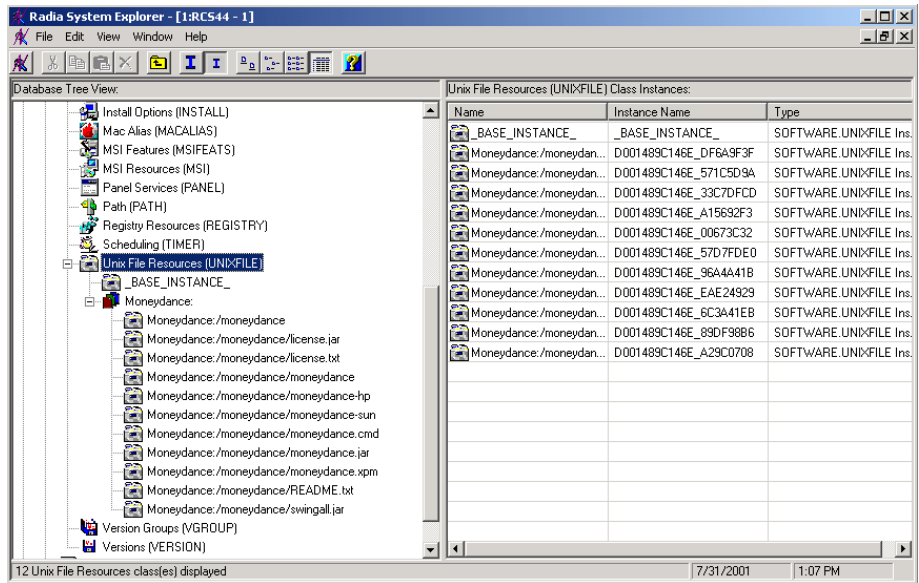 Radia System Explorer - [1:RCS44 - 1]
File Edit View Window Help
Database Tree View:
Install Options (INSTALL)
Mac Alias (MACALIAS)
MSI Features (MSIFEATS)
MSI Resources (MSI)
Panel Services (PANEL)
Path (PATH)
Registry Resources (REGISTRY)
Scheduling (TIMER)
Unix File Resources (UNIXFILE)
_BASE_INSTANCE_
Moneydance:
Moneydance:/moneydance
Moneydance:/moneydance/license.jar
Moneydance:/moneydance/license.txt
Moneydance:/moneydance/moneydance
Moneydance:/moneydance/moneydance-hp
Moneydance:/moneydance/moneydance-sun
Moneydance:/moneydance/moneydance.cmd
Moneydance:/moneydance/moneydance.jar
Moneydance:/moneydance/moneydance.xpm
Moneydance:/moneydance/README.txt
Moneydance:/moneydance/swingall.jar
Version Groups (VGROUP)
Versions (VERSION)
Unix File Resources (UNIXFILE) Class Instances:
Name Instance Name Type
_BASE_INSTANCE_ _BASE_INSTANCE_ SOFTWARE.UNIXFILE Ins.
Moneydance:/moneydan... D001489C146E_DF6A9F3F SOFTWARE.UNIXFILE Ins.
Moneydance:/moneydan... D001489C146E_571C5D9A SOFTWARE.UNIXFILE Ins.
Moneydance:/moneydan... D001489C146E_33C7DFCD SOFTWARE.UNIXFILE Ins.
Moneydance:/moneydan... D001489C146E_A15692F3 SOFTWARE.UNIXFILE Ins.
Moneydance:/moneydan... D001489C146E_00673C32 SOFTWARE.UNIXFILE Ins.
Moneydance:/moneydan... D001489C146E_57D7FDE0 SOFTWARE.UNIXFILE Ins.
Moneydance:/moneydan... D001489C146E_96A4A41B SOFTWARE.UNIXFILE Ins.
Moneydance:/moneydan... D001489C146E_EAE24929 SOFTWARE.UNIXFILE Ins.
Moneydance:/moneydan... D001489C146E_6C3A41EB SOFTWARE.UNIXFILE Ins.
Moneydance:/moneydan... D001489C146E_89DF98B6 SOFTWARE.UNIXFILE Ins.
Moneydance:/moneydan... D001489C146E_A29C0708 SOFTWARE.UNIXFILE Ins.
12 Unix File Resources class(es) displayed
7/31/2001 1:07 PM